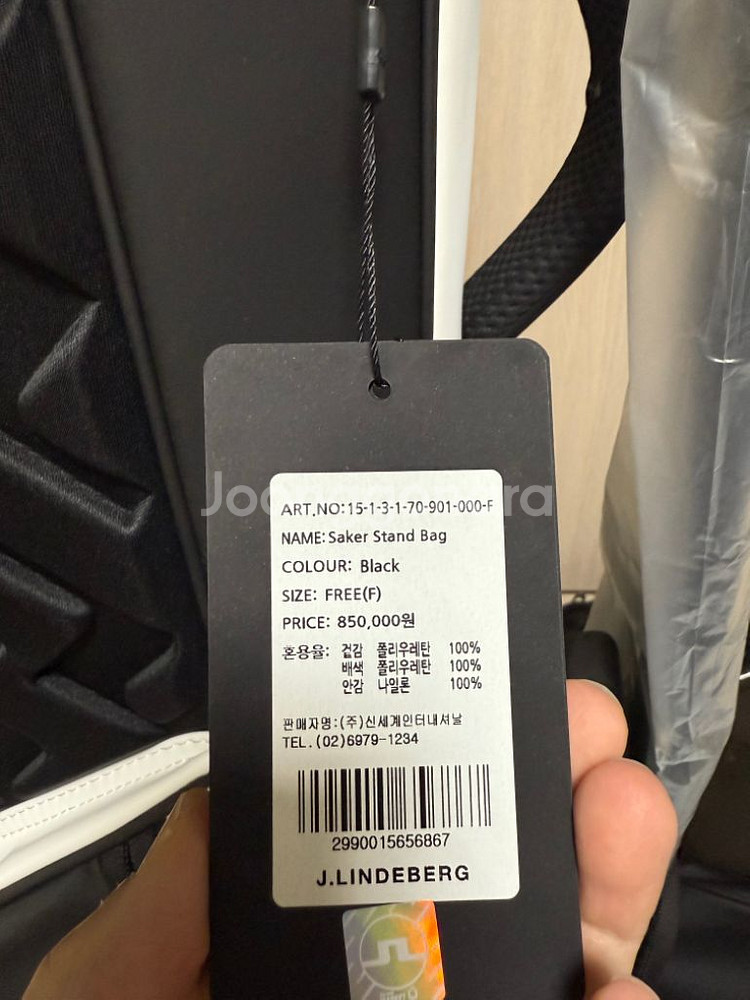 ART.NO:15-1-3-1-70-901-000-F
NAME:Saker Stand Bag
COLOUR: Black
SIZE: FREE(F)
PRICE: 850,000원
혼용율: 겉감 폴리우레탄 100%
배색 폴리우레탄 100%
안감 나일론 100%
판매자명:(주)신세계인터내셔날
TEL.(02)6979-1234
2990015656867
J.LINDEBERG